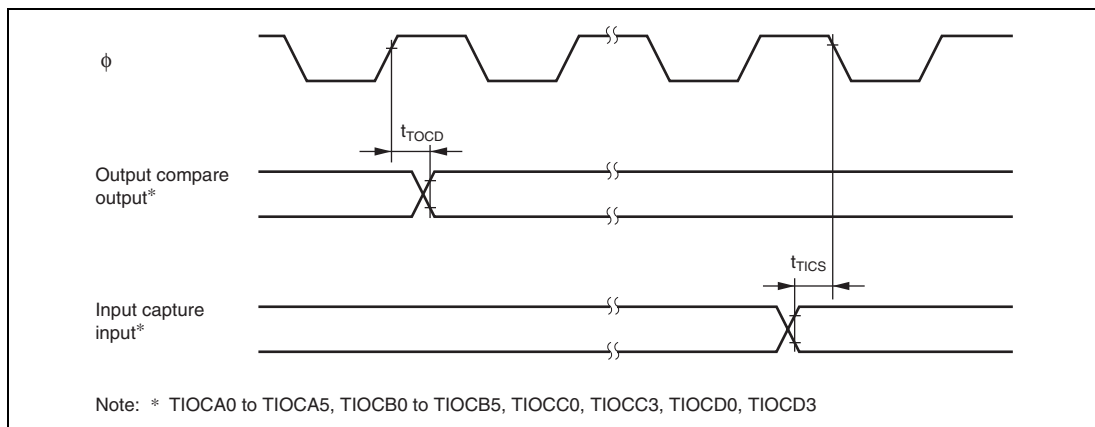 ϕ
tTOCD
Output compare
output*
tTICS
Input capture
input*
Note: * TIOCA0 to TIOCA5, TIOCB0 to TIOCB5, TIOCC0, TIOCC3, TIOCD0, TIOCD3